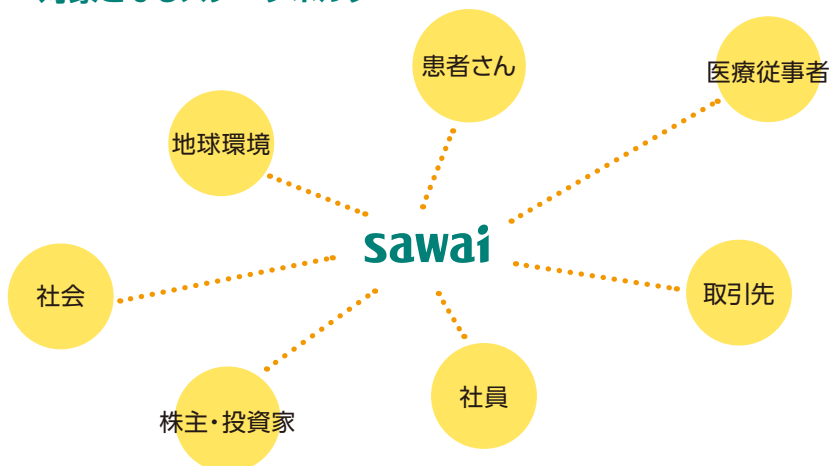 患者さん
医療従事者
地球環境
sawai
社会
取引先
社員
株主・投資家